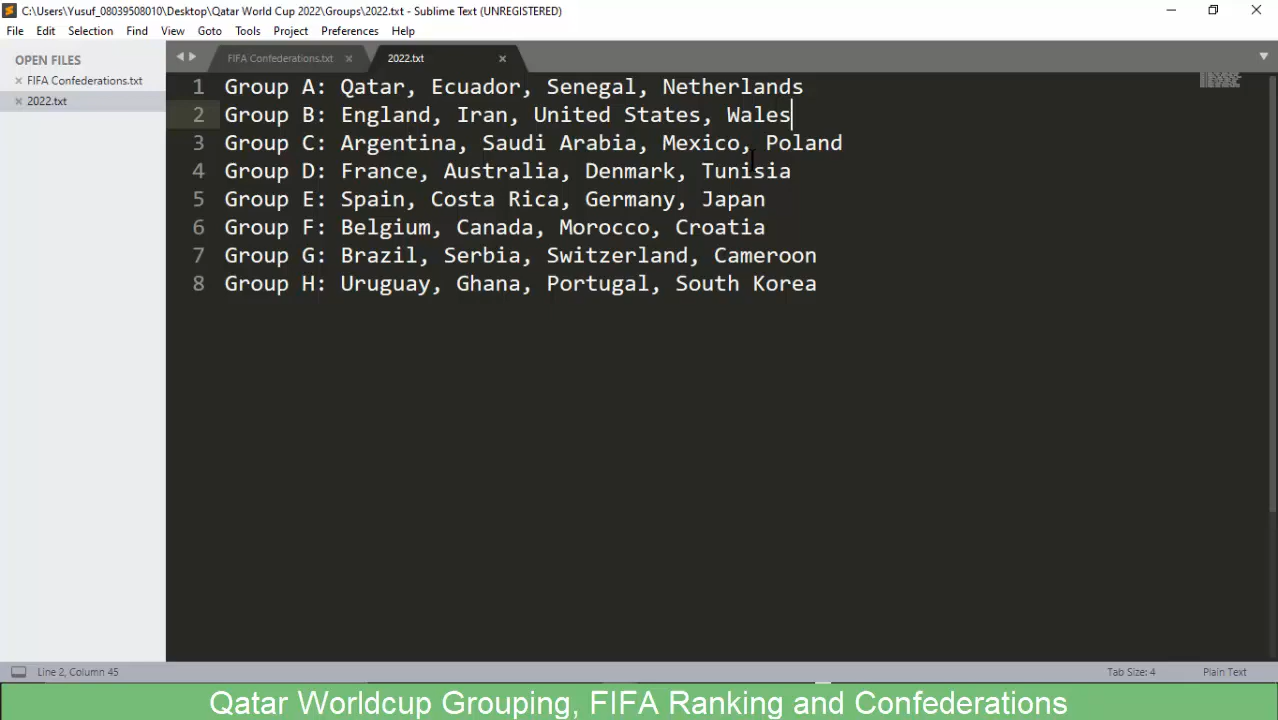 C:\Users\Yusuf_08039508010\Desktop\Qatar World Cup 2022\Groups\2022.txt - Sublime Text (UNREGISTERED)
File Edit Selection Find View Goto Tools Project Preferences Help
OPEN FILES
FIFA Confederations.txt
2022.txt
FIFA Confederations.txt 2022.txt
1 Group A: Qatar, Ecuador, Senegal, Netherlands
2 Group B: England, Iran, United States, Wales
3 Group C: Argentina, Saudi Arabia, Mexico, Poland
4 Group D: France, Australia, Denmark, Tunisia
5 Group E: Spain, Costa Rica, Germany, Japan
6 Group F: Belgium, Canada, Morocco, Croatia
7 Group G: Brazil, Serbia, Switzerland, Cameroon
8 Group H: Uruguay, Ghana, Portugal, South Korea
Line 2, Column 45 Tab Size: 4 Plain Text
Qatar Worldcup Grouping, FIFA Ranking and Confederations